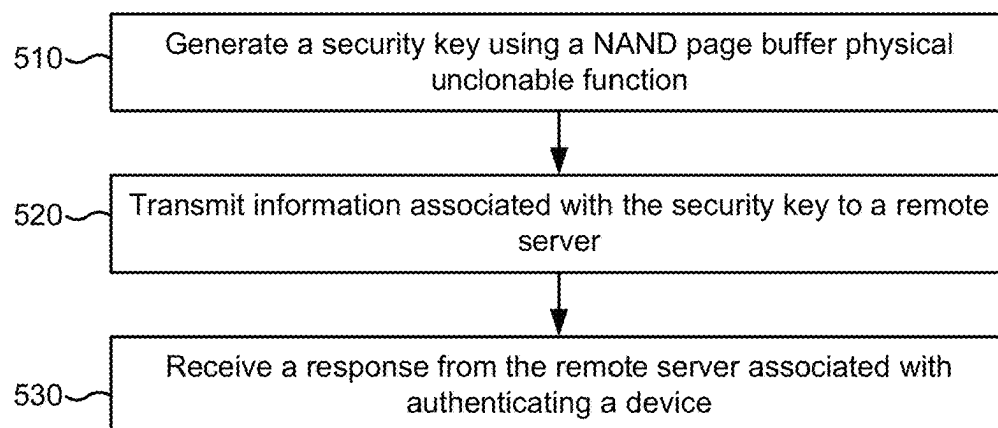 510
Generate a security key using a NAND page buffer physical
unclonable function
520
Transmit information associated with the security key to a remote
server
530
Receive a response from the remote server associated with
authenticating a device